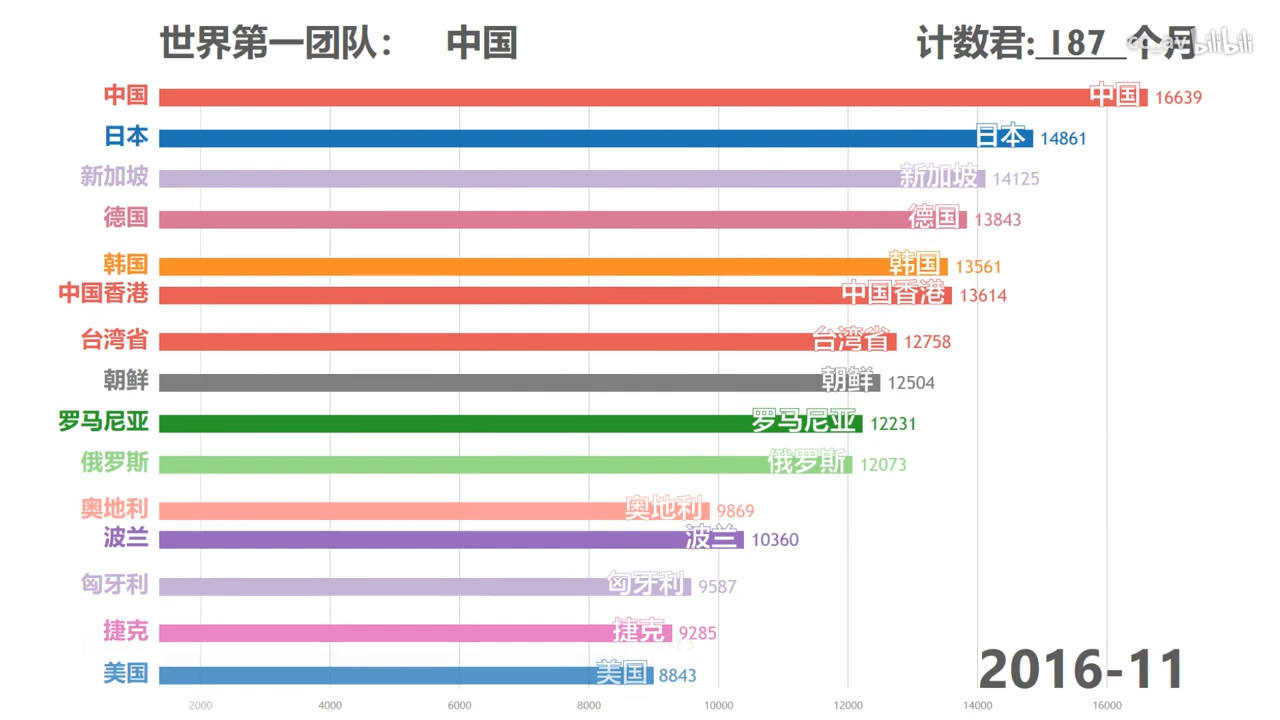 世界第一团队： 中国
计数君: 187 个月
cc_av bilibili
中国 中国 16639
日本 日本 14861
新加坡 新加坡 14125
德国 德国 13843
韩国 韩国 13561
中国香港 中国香港 13614
台湾省 台湾省 12758
朝鲜 朝鲜 12504
罗马尼亚 罗马尼亚 12231
俄罗斯 俄罗斯 12073
奥地利 奥地利 9869
波兰 波兰 10360
匈牙利 匈牙利 9587
捷克 捷克 9285
美国 美国 8843
2016-11
2000 4000 6000 8000 10000 12000 14000 16000